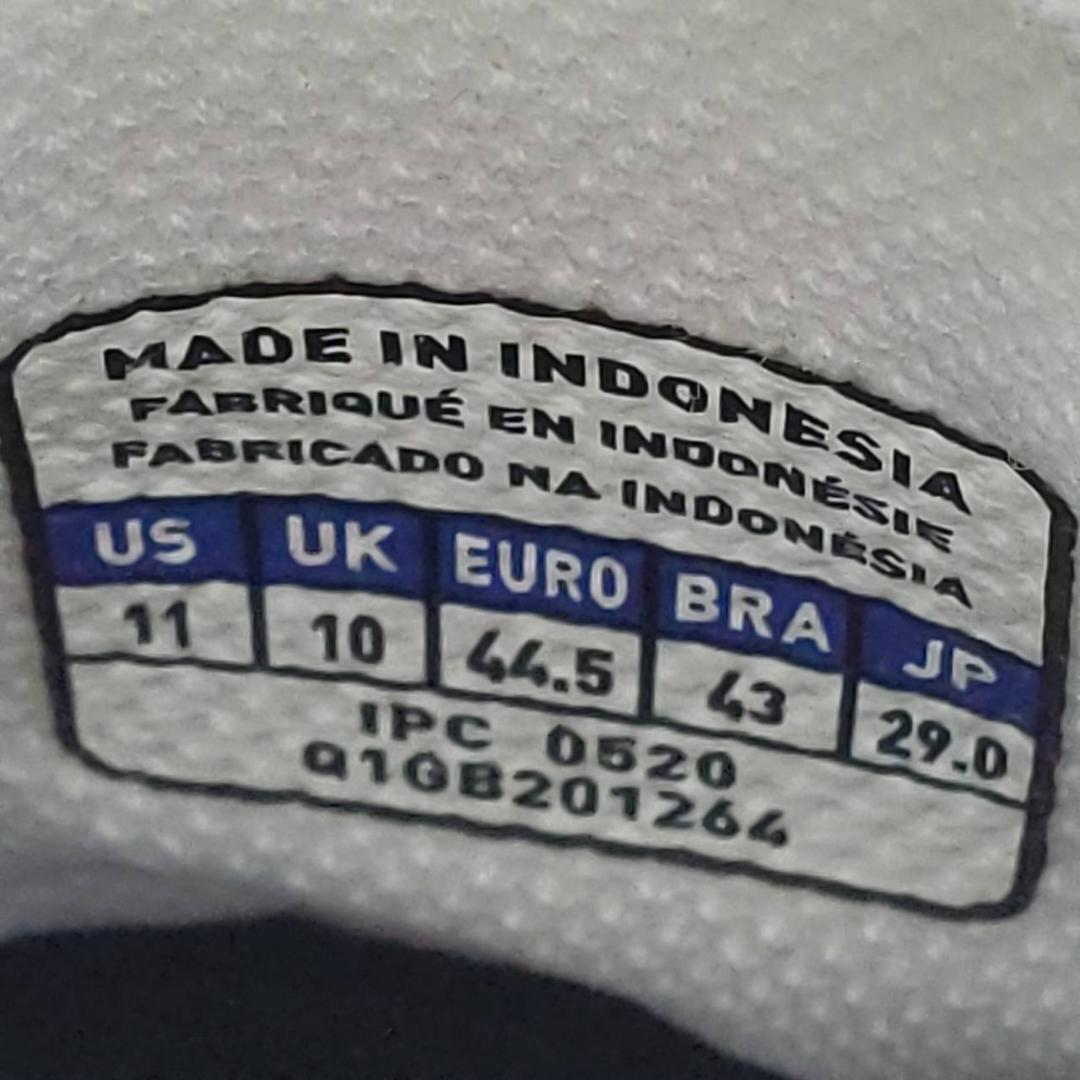 MADE IN INDONESIA
FABRIQUÉ EN INDONÉSIE
FABRICADO NA INDONÉSIA
US UK EURO BRA JP
11 10 44.5 43 29.0
IPC 0520
Q1GB201264